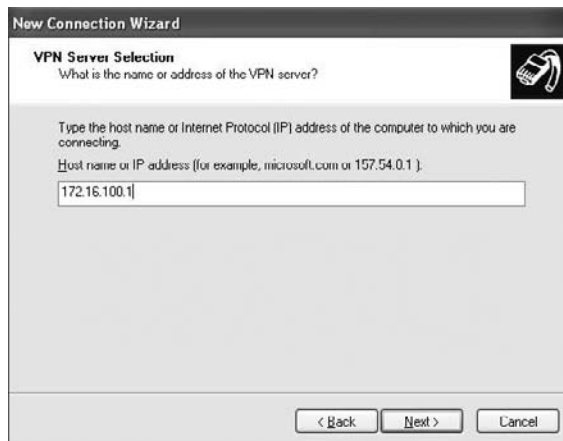 New Connection Wizard
VPN Server Selection
What is the name or address of the VPN server?
Type the host name or Internet Protocol (IP) address of the computer to which you are
connecting.
Host name or IP address (for example, microsoft.com or 157.54.0.1 ):
172.16.100.1
< Back
Next >
Cancel